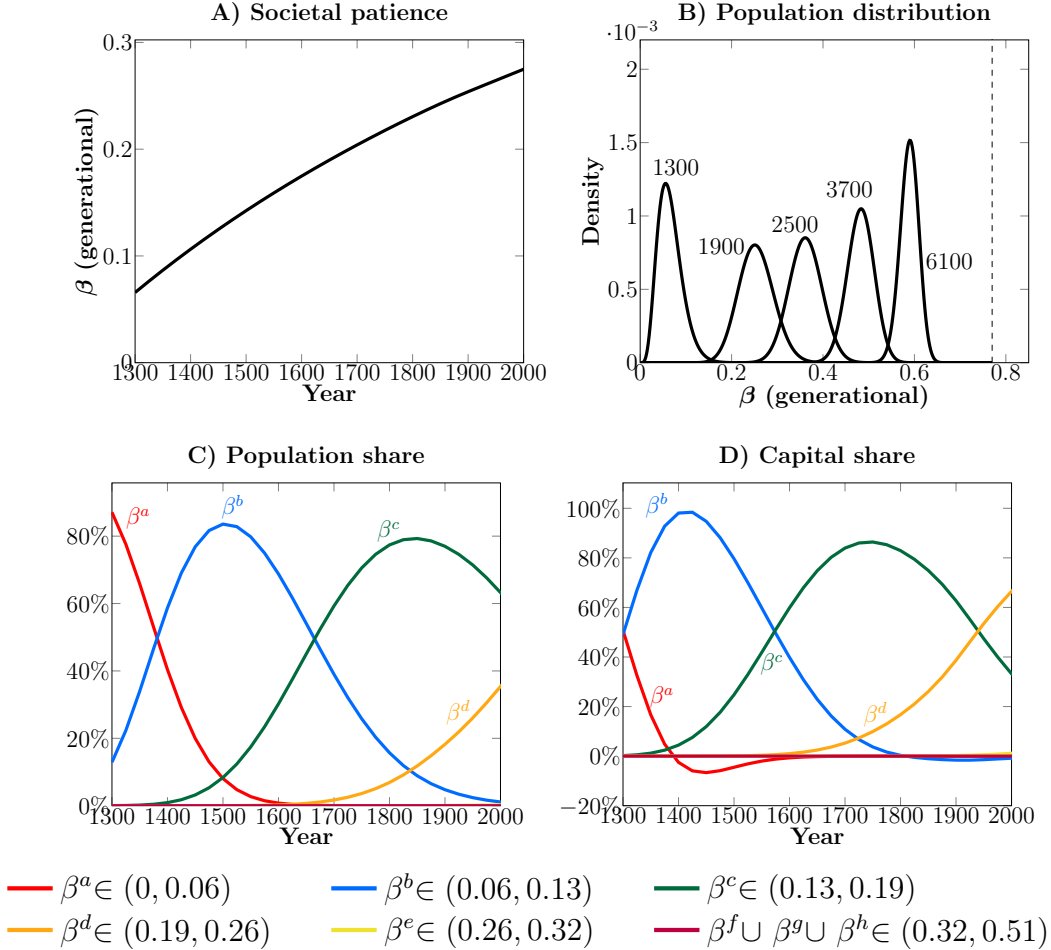 A) Societal patience
0.3
0.2
0.1
0
β (generational)
1300 1400 1500 1600 1700 1800 1900 2000
Year
B) Population distribution
·10⁻³
2
1.5
1
0.5
0
Density
1300
1900
2500
3700
6100
0 0.2 0.4 0.6 0.8
β (generational)
C) Population share
80%
60%
40%
20%
0%
βᵃ
βᵇ
βᶜ
βᵈ
1300 1400 1500 1600 1700 1800 1900 2000
Year
D) Capital share
100%
80%
60%
40%
20%
0%
−20%
βᵇ
βᵃ
βᶜ
βᵈ
1300 1400 1500 1600 1700 1800 1900 2000
Year
βᵃ∈ (0, 0.06) βᵇ∈ (0.06, 0.13) βᶜ∈ (0.13, 0.19)
βᵈ∈ (0.19, 0.26) βᵉ∈ (0.26, 0.32) βᶠ∪ βᵍ∪ βʰ∈ (0.32, 0.51)